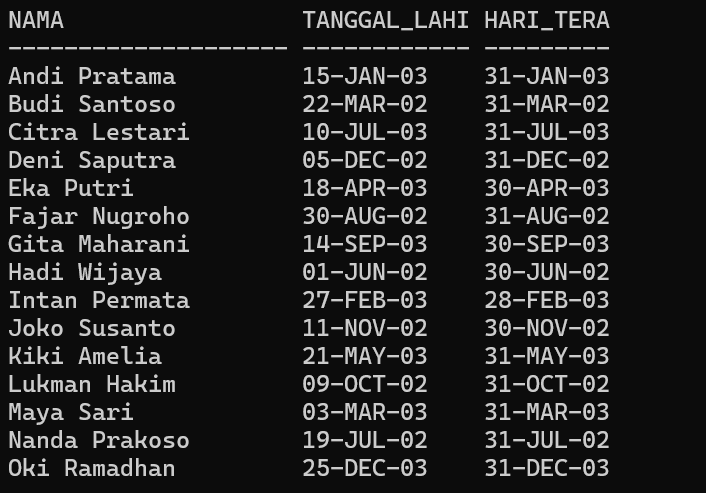 NAMA                 TANGGAL_LAHI HARI_TERA
-------------------- ------------ ---------
Andi Pratama         15-JAN-03    31-JAN-03
Budi Santoso         22-MAR-02    31-MAR-02
Citra Lestari        10-JUL-03    31-JUL-03
Deni Saputra         05-DEC-02    31-DEC-02
Eka Putri            18-APR-03    30-APR-03
Fajar Nugroho        30-AUG-02    31-AUG-02
Gita Maharani        14-SEP-03    30-SEP-03
Hadi Wijaya          01-JUN-02    30-JUN-02
Intan Permata        27-FEB-03    28-FEB-03
Joko Susanto         11-NOV-02    30-NOV-02
Kiki Amelia          21-MAY-03    31-MAY-03
Lukman Hakim         09-OCT-02    31-OCT-02
Maya Sari            03-MAR-03    31-MAR-03
Nanda Prakoso        19-JUL-02    31-JUL-02
Oki Ramadhan         25-DEC-03    31-DEC-03